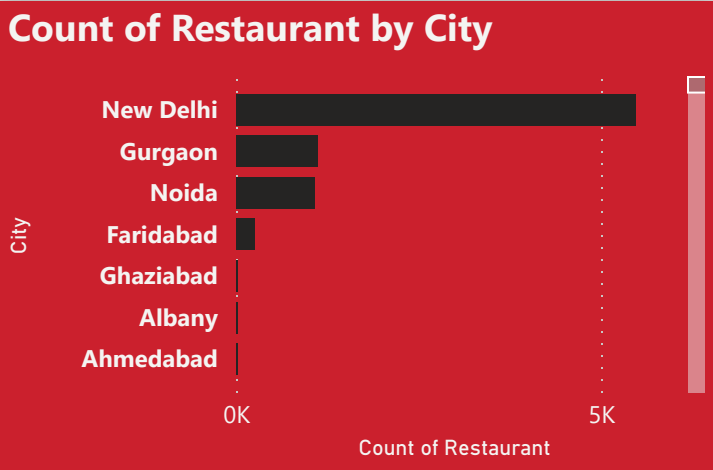 Count of Restaurant by City
City
New Delhi
Gurgaon
Noida
Faridabad
Ghaziabad
Albany
Ahmedabad
0K
5K
Count of Restaurant